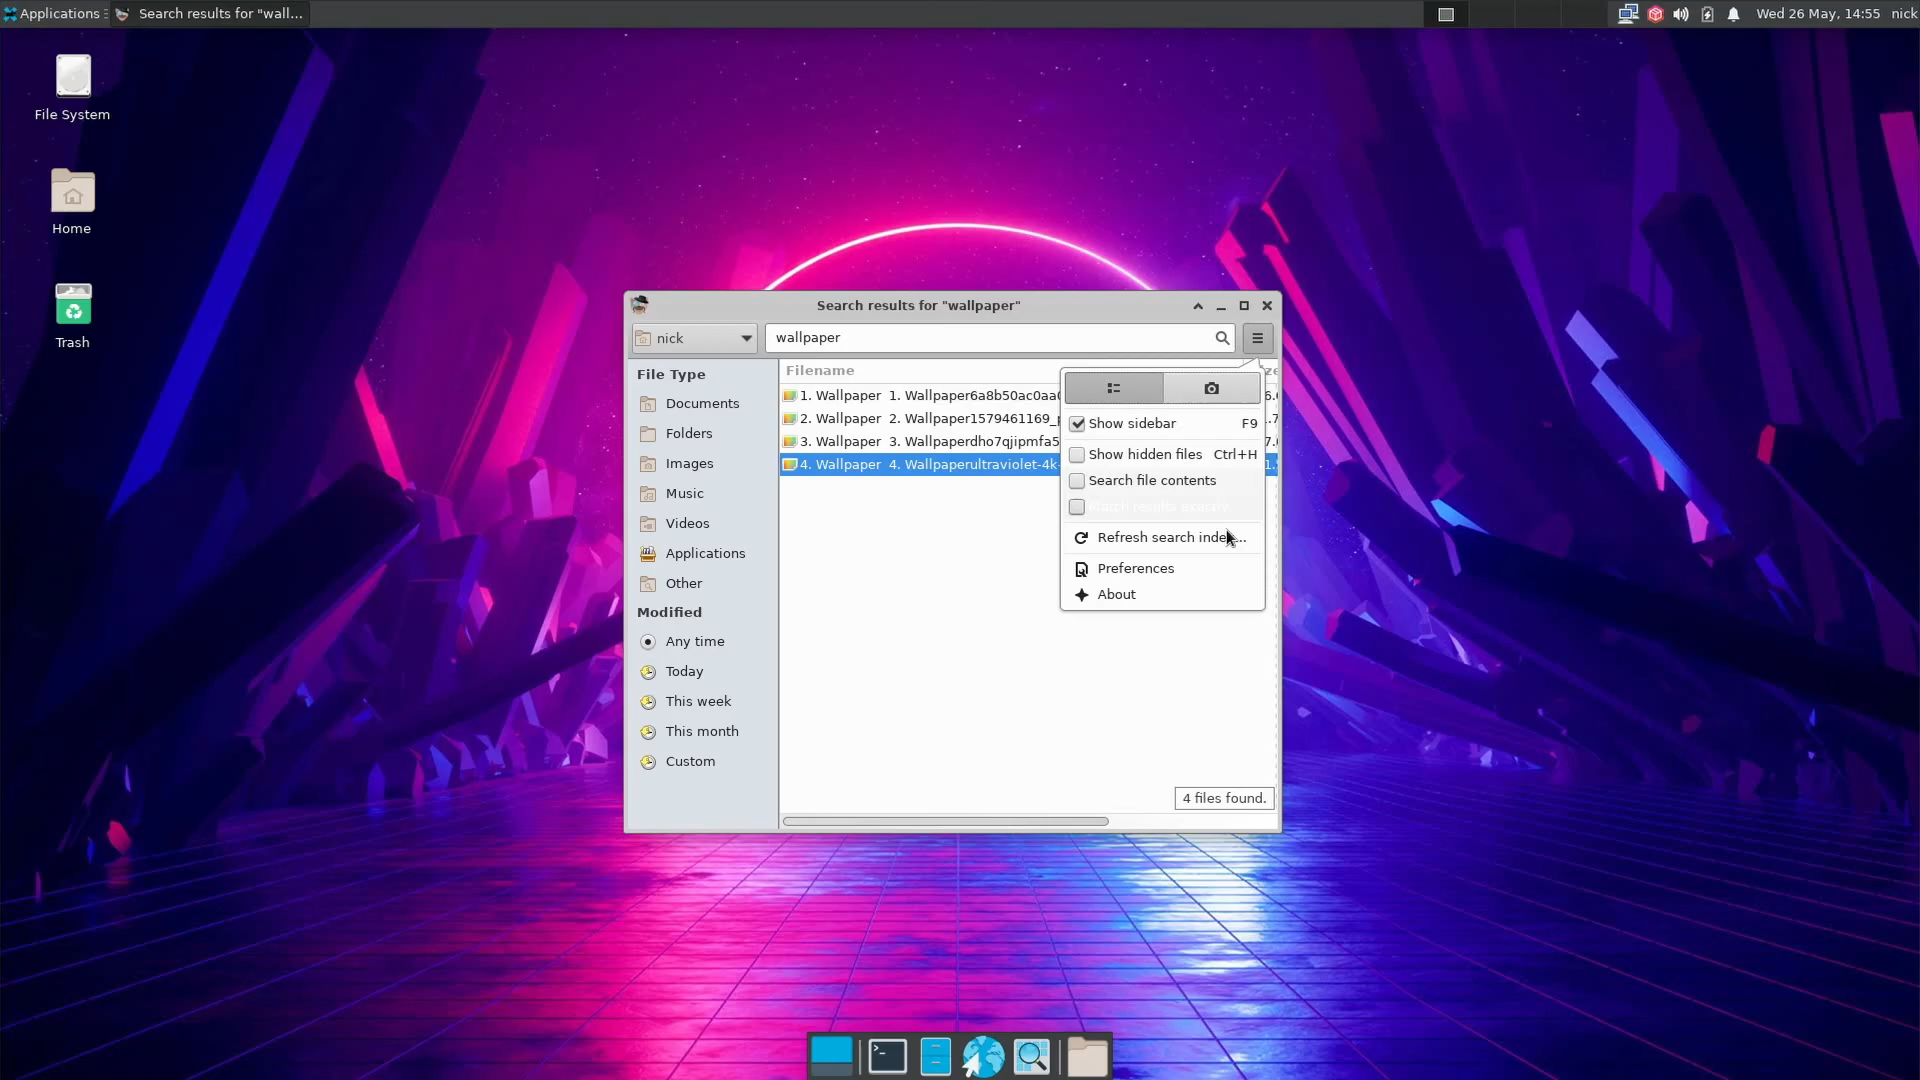 Applications
Search results for "wall...
Wed 26 May, 14:55
nick
File System
Home
Trash
Search results for "wallpaper"
nick
wallpaper
File Type
Documents
Folders
Images
Music
Videos
Applications
Other
Modified
Any time
Today
This week
This month
Custom
Filename
1. Wallpaper 1. Wallpaper6a8b50ac0aa
2. Wallpaper 2. Wallpaper1579461169_
3. Wallpaper 3. Wallpaperdho7qjipmfa5
4. Wallpaper 4. Wallpaperultraviolet-4k-
Show sidebar F9
Show hidden files Ctrl+H
Search file contents
Match results exactly
Refresh search inde...
Preferences
About
4 files found.